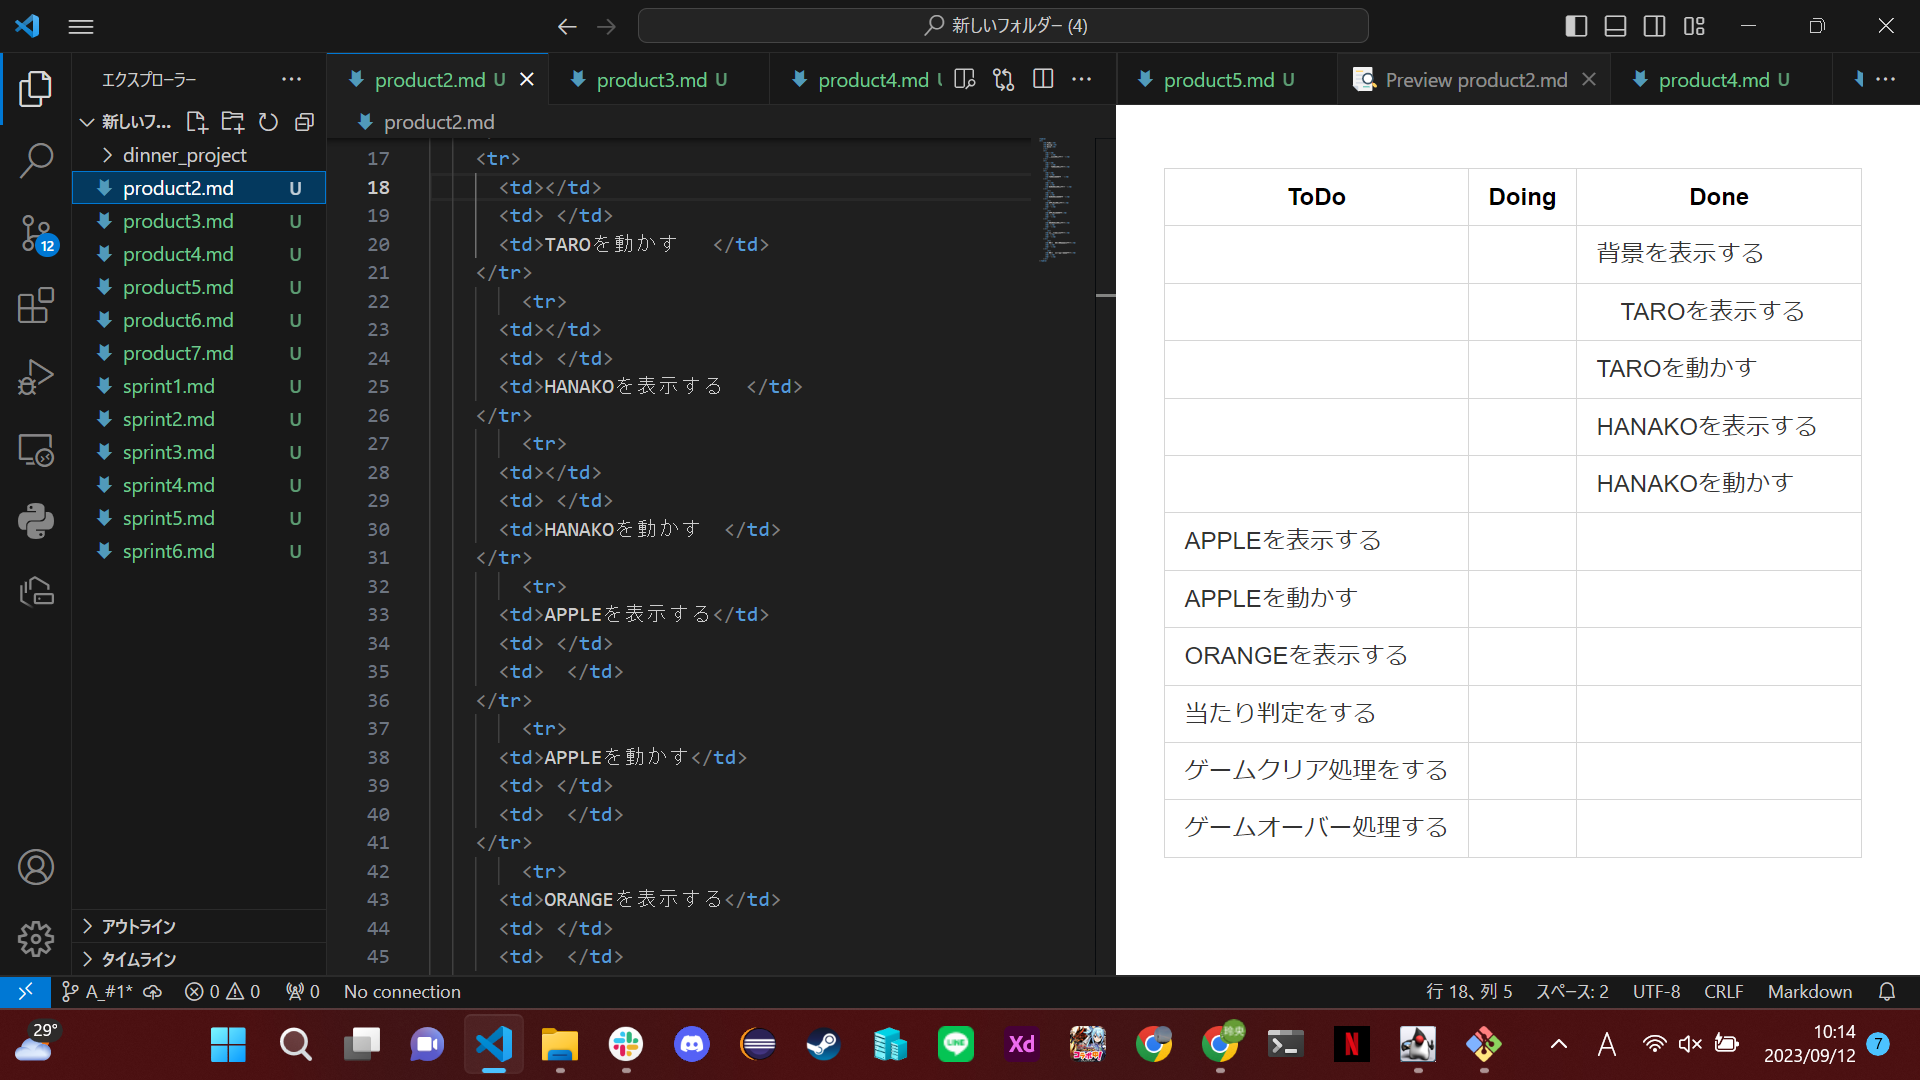 新しいフォルダー (4)
エクスプローラー
新しいフ...
dinner_project
product2.md U
product3.md U
product4.md U
product5.md U
product6.md U
product7.md U
sprint1.md U
sprint2.md U
sprint3.md U
sprint4.md U
sprint5.md U
sprint6.md U
アウトライン
タイムライン
12
product2.md U
product3.md U
product4.md
product5.md U
Preview product2.md
product4.md U
product2.md
17 <tr>
18 <td></td>
19 <td> </td>
20 <td>TAROを動かす   </td>
21 </tr>
22 <tr>
23 <td></td>
24 <td> </td>
25 <td>HANAKOを表示する  </td>
26 </tr>
27 <tr>
28 <td></td>
29 <td> </td>
30 <td>HANAKOを動かす  </td>
31 </tr>
32 <tr>
33 <td>APPLEを表示する</td>
34 <td> </td>
35 <td>  </td>
36 </tr>
37 <tr>
38 <td>APPLEを動かす</td>
39 <td> </td>
40 <td>  </td>
41 </tr>
42 <tr>
43 <td>ORANGEを表示する</td>
44 <td> </td>
45 <td>  </td>
ToDo Doing Done
背景を表示する
TAROを表示する
TAROを動かす
HANAKOを表示する
HANAKOを動かす
APPLEを表示する
APPLEを動かす
ORANGEを表示する
当たり判定をする
ゲームクリア処理をする
ゲームオーバー処理する
A_#1* 0 0 0 No connection 行 18、列 5 スペース: 2 UTF-8 CRLF Markdown
29°
LINE
Xd
N
A
10:14
2023/09/12
7